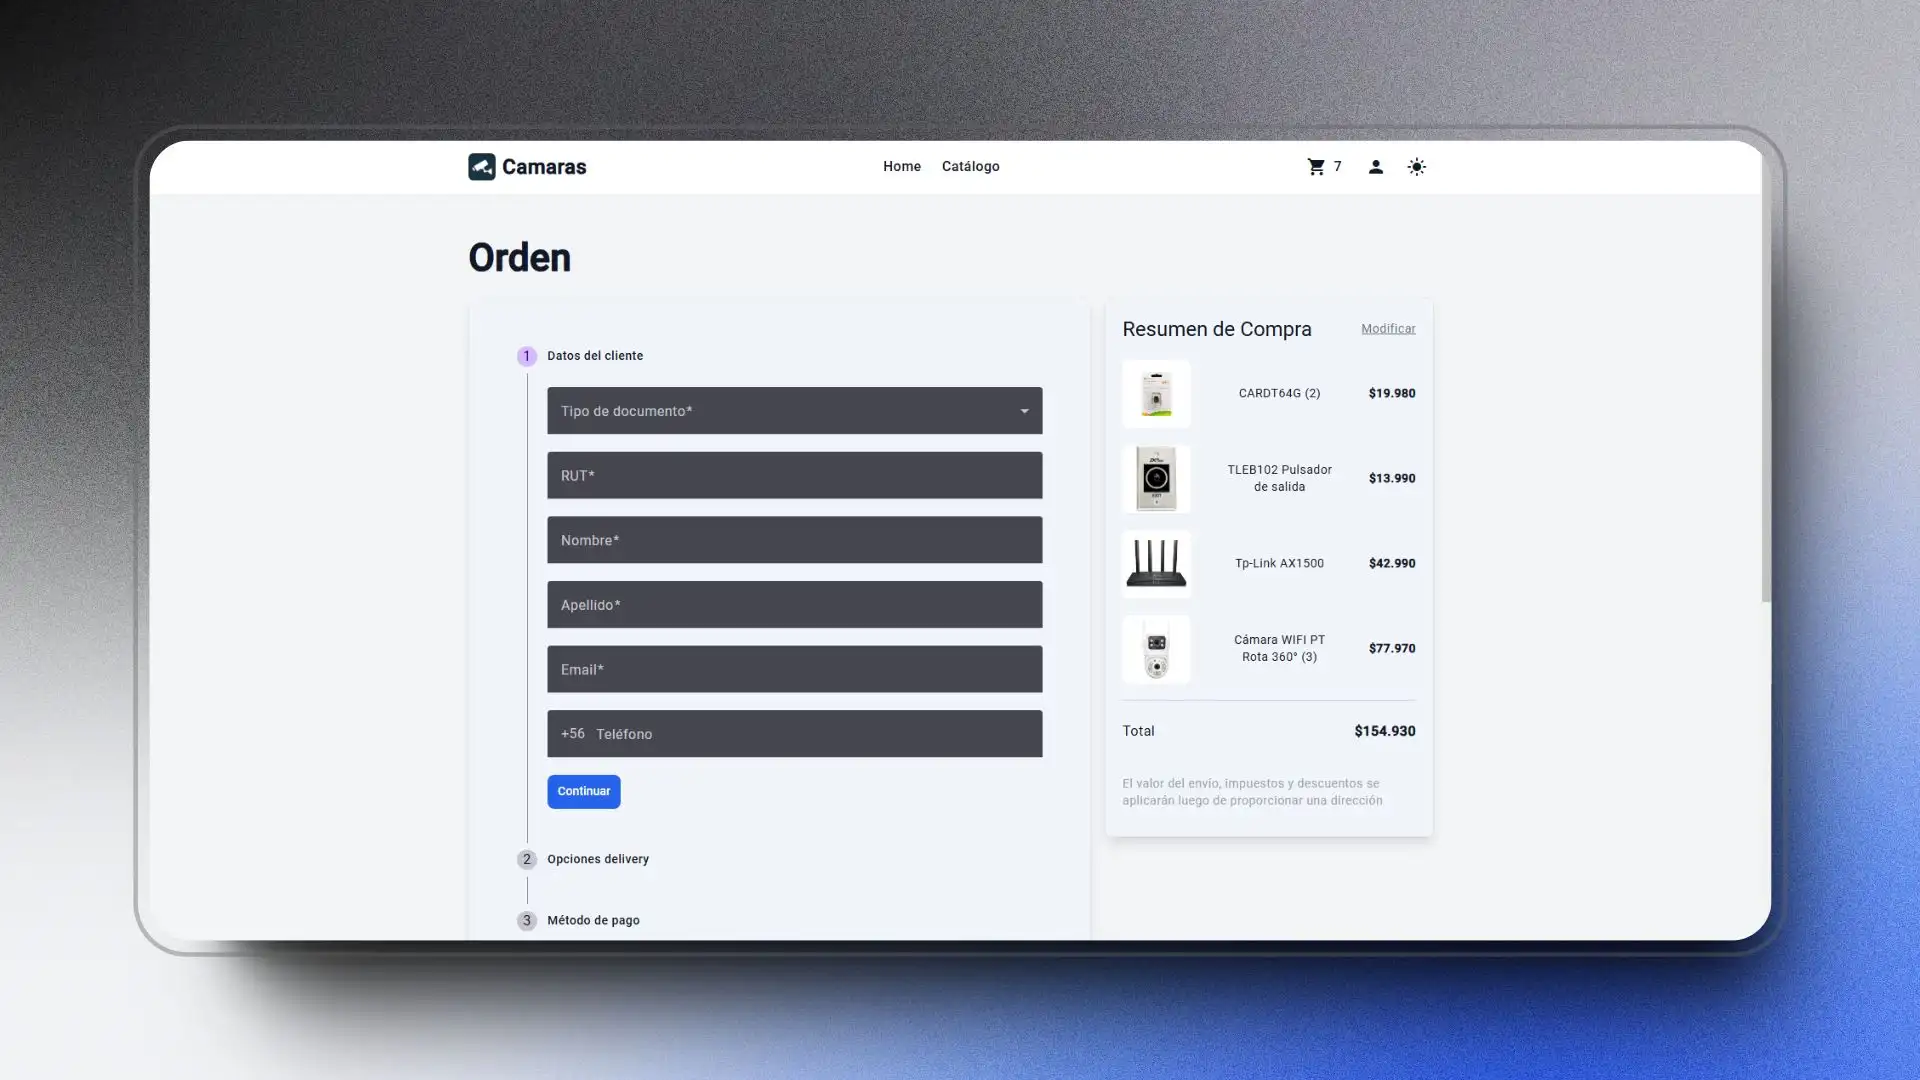 Camaras
Home
Catálogo
7
Orden
1
Datos del cliente
Tipo de documento*
RUT*
Nombre*
Apellido*
Email*
+56 Teléfono
Continuar
2
Opciones delivery
3
Método de pago
Resumen de Compra
Modificar
CARDT64G (2)
$19.980
TLEB102 Pulsador
de salida
$13.990
Tp-Link AX1500
$42.990
Cámara WIFI PT
Rota 360° (3)
$77.970
Total
$154.930
El valor del envío, impuestos y descuentos se
aplicarán luego de proporcionar una dirección